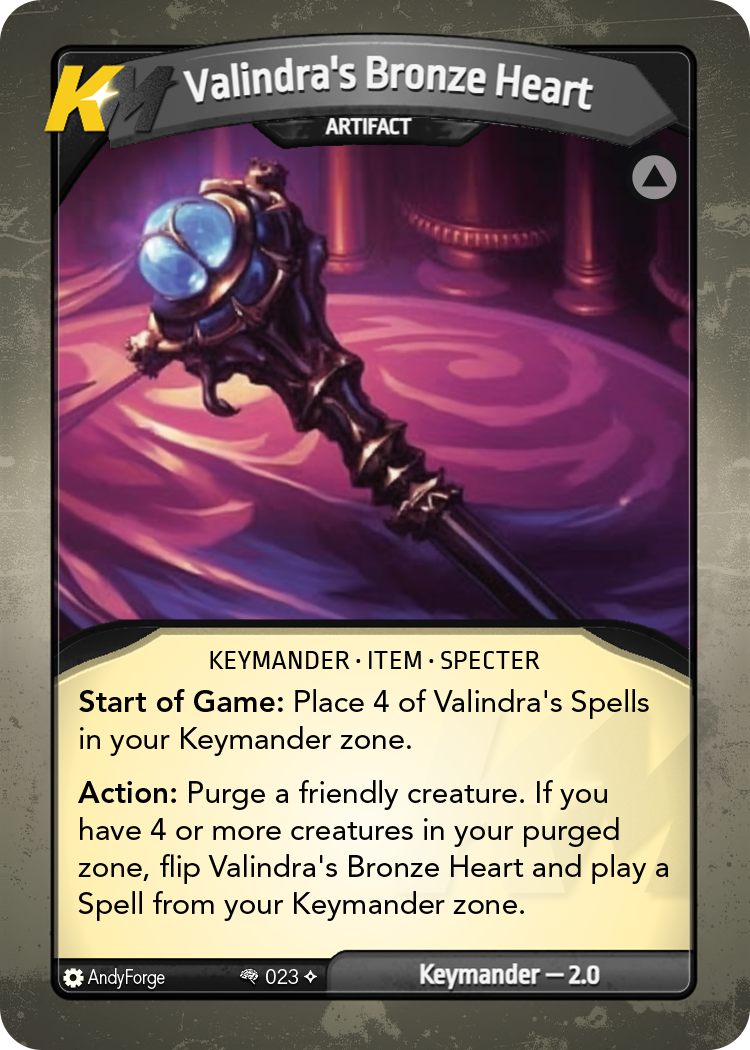 KM
Valindra's Bronze Heart
ARTIFACT
KEYMANDER · ITEM · SPECTER
Start of Game: Place 4 of Valindra's Spells
in your Keymander zone.
Action: Purge a friendly creature. If you
have 4 or more creatures in your purged
zone, flip Valindra's Bronze Heart and play a
Spell from your Keymander zone.
AndyForge
023
Keymander — 2.0